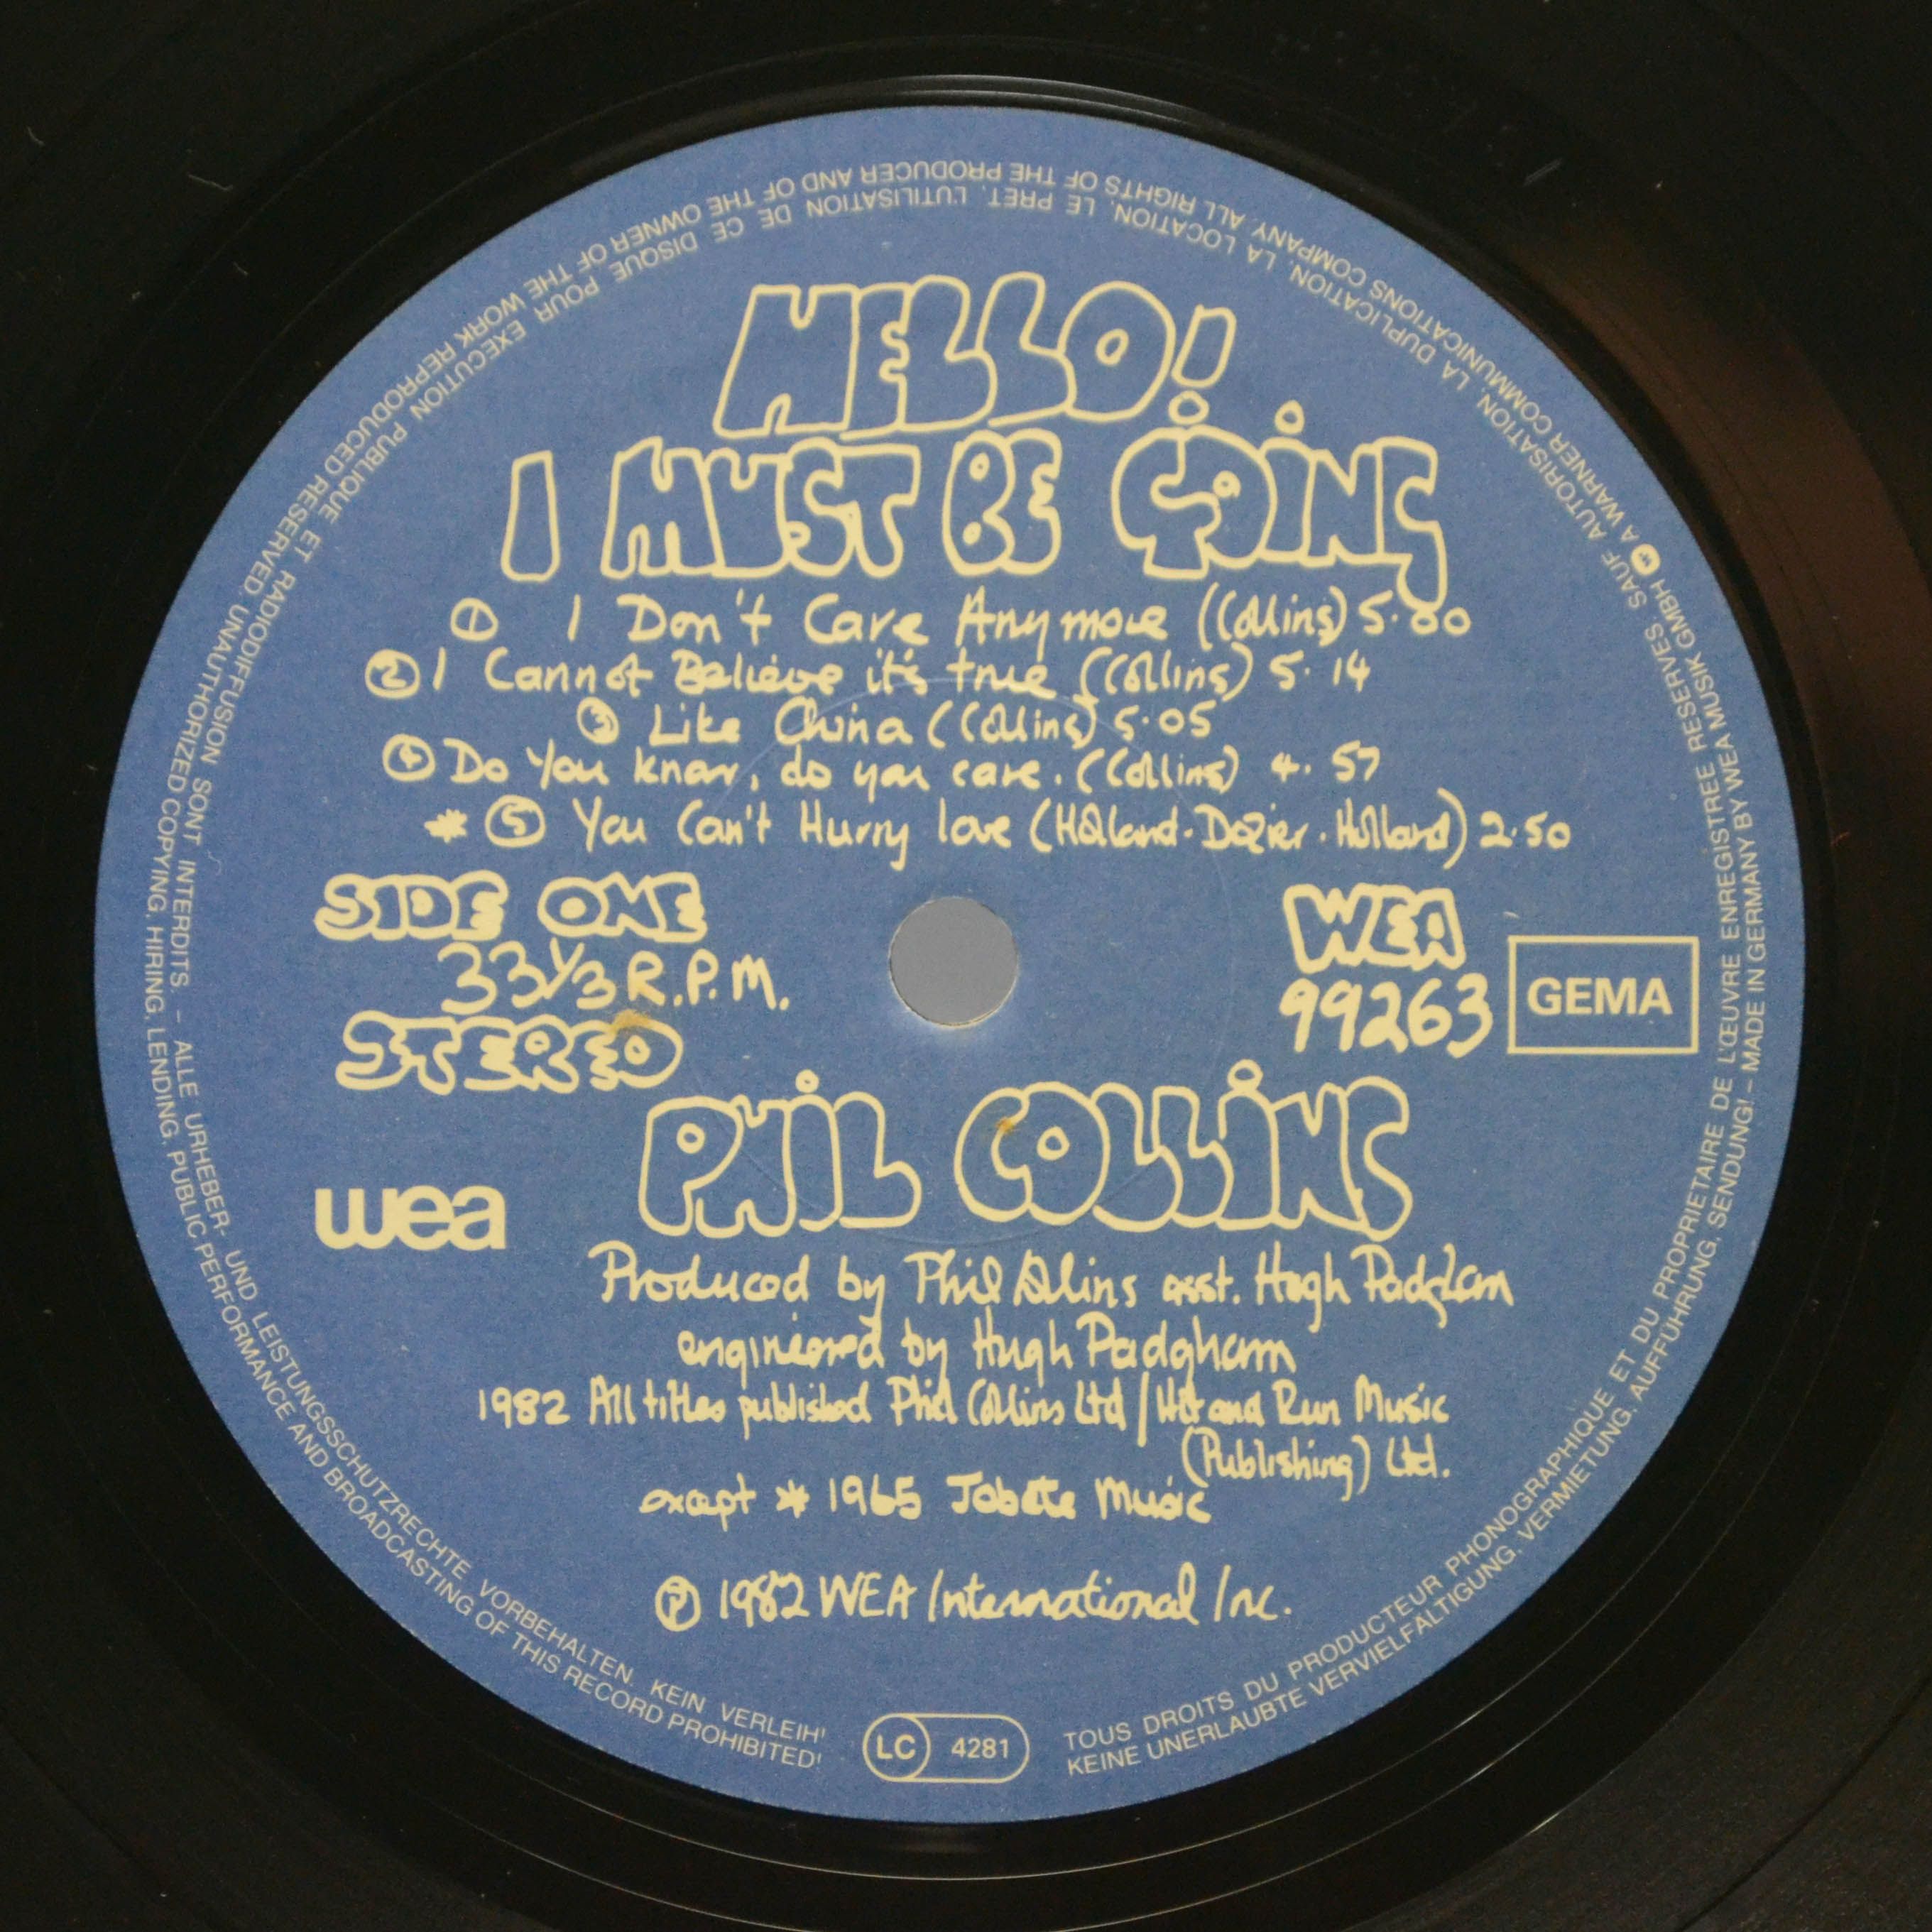 HELLO!
I MUST BE GOING
① I Don't Care Anymore (Collins) 5·00
② I Cannot Believe it's true (Collins) 5·14
③ Like China (Collins) 5·05
④ Do You know, do you care. (Collins) 4·57
* ⑤ You Can't Hurry love (Holland·Dozier·Holland) 2·50
SIDE ONE
33 1/3 R.P.M.
STEREO
WEA
99263
GEMA
PHIL COLLINS
wea
Produced by Phil Collins asst. Hugh Padgham
engineered by Hugh Padgham
1982 All titles published Phil Collins Ltd / Hit and Run Music
(Publishing) Ltd.
except * 1965 Jobete Music
℗ 1982 WEA International Inc.
LC 4281
TOUS DROITS DU PRODUCTEUR PHONOGRAPHIQUE ET DU PROPRIETAIRE DE L'ŒUVRE ENREGISTREE RESERVES. SAUF AUTORISATION, LA DUPLICATION, LA LOCATION, LE PRET, L'UTILISATION DE CE DISQUE POUR EXECUTION PUBLIQUE ET RADIODIFFUSION SONT INTERDITS. – ALLE URHEBER- UND LEISTUNGSSCHUTZRECHTE VORBEHALTEN. KEIN VERLEIH!
KEINE UNERLAUBTE VERVIELFÄLTIGUNG, VERMIETUNG, AUFFÜHRUNG, SENDUNG! – MADE IN GERMANY BY WEA MUSIK GMBH A WARNER COMMUNICATIONS COMPANY. ALL RIGHTS OF THE PRODUCER AND OF THE OWNER OF THE WORK REPRODUCED RESERVED. UNAUTHORIZED COPYING, HIRING, LENDING, PUBLIC PERFORMANCE AND BROADCASTING OF THIS RECORD PROHIBITED!